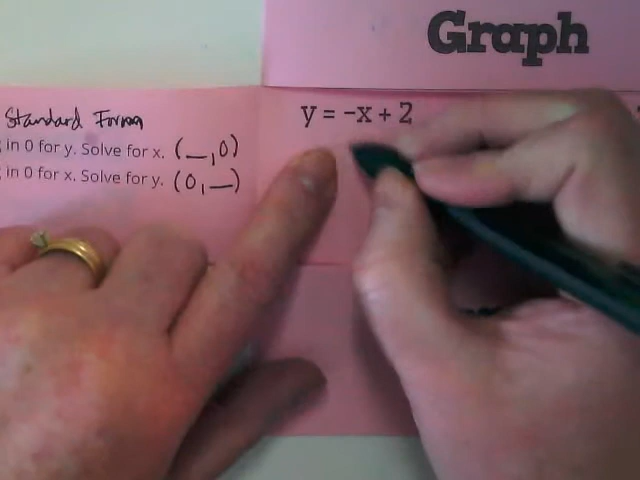 Graph
Standard Form
in 0 for y. Solve for x. (_,0)
in 0 for x. Solve for y. (0,_)
y = -x + 2